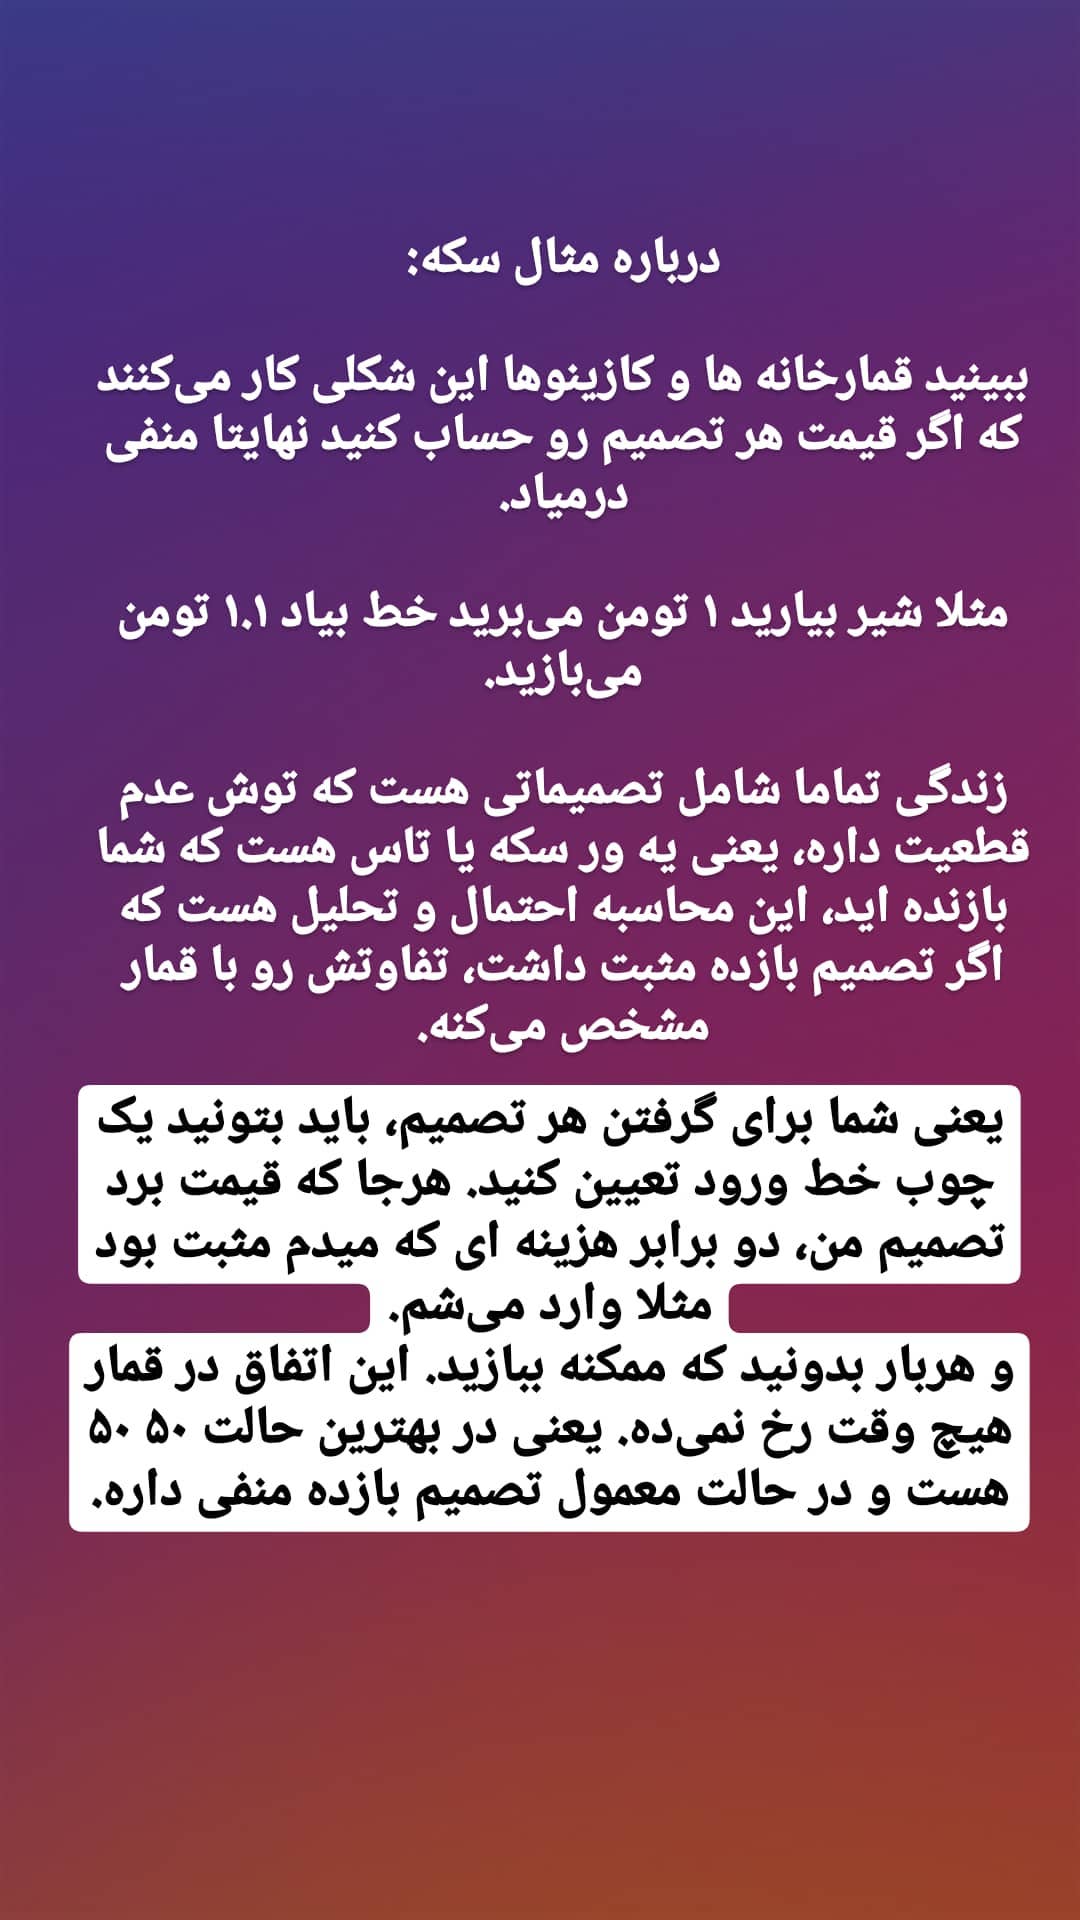 درباره مثال سکه:
ببینید قمارخانه ها و کازینوها این شکلی کار می‌کنند
که اگر قیمت هر تصمیم رو حساب کنید نهایتا منفی
درمیاد.
مثلا شیر بیارید ۱ تومن می‌برید خط بیاد ۱.۱ تومن
می‌بازید.
زندگی تماما شامل تصمیماتی هست که توش عدم
قطعیت داره، یعنی یه ور سکه یا تاس هست که شما
بازنده اید، این محاسبه احتمال و تحلیل هست که
اگر تصمیم بازده مثبت داشت، تفاوتش رو با قمار
مشخص می‌کنه.
یعنی شما برای گرفتن هر تصمیم، باید بتونید یک
چوب خط ورود تعیین کنید. هرجا که قیمت برد
تصمیم من، دو برابر هزینه ای که میدم مثبت بود
مثلا وارد می‌شم.
و هربار بدونید که ممکنه ببازید. این اتفاق در قمار
هیچ وقت رخ نمی‌ده. یعنی در بهترین حالت ۵۰ ۵۰
هست و در حالت معمول تصمیم بازده منفی داره.